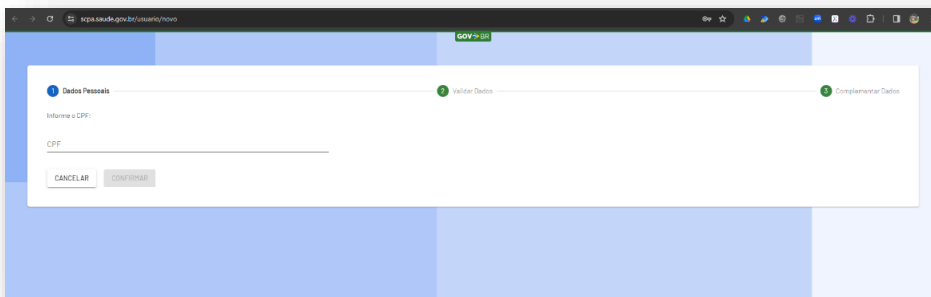 scpa.saude.gov.br/usuario/novo
GOV BR
1 Dados Pessoais
2 Validar Dados
3 Complementar Dados
Informe o CPF:
CPF
CANCELAR
CONFIRMAR